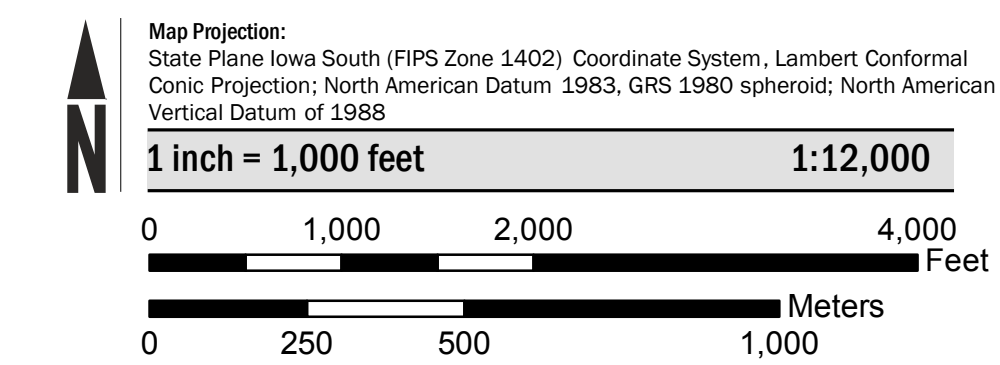 Map Projection:
State Plane Iowa South (FIPS Zone 1402) Coordinate System, Lambert Conformal
Conic Projection; North American Datum 1983, GRS 1980 spheroid; North American
Vertical Datum of 1988
N
1 inch = 1,000 feet 1:12,000
0 1,000 2,000 4,000
Feet
Meters
0 250 500 1,000